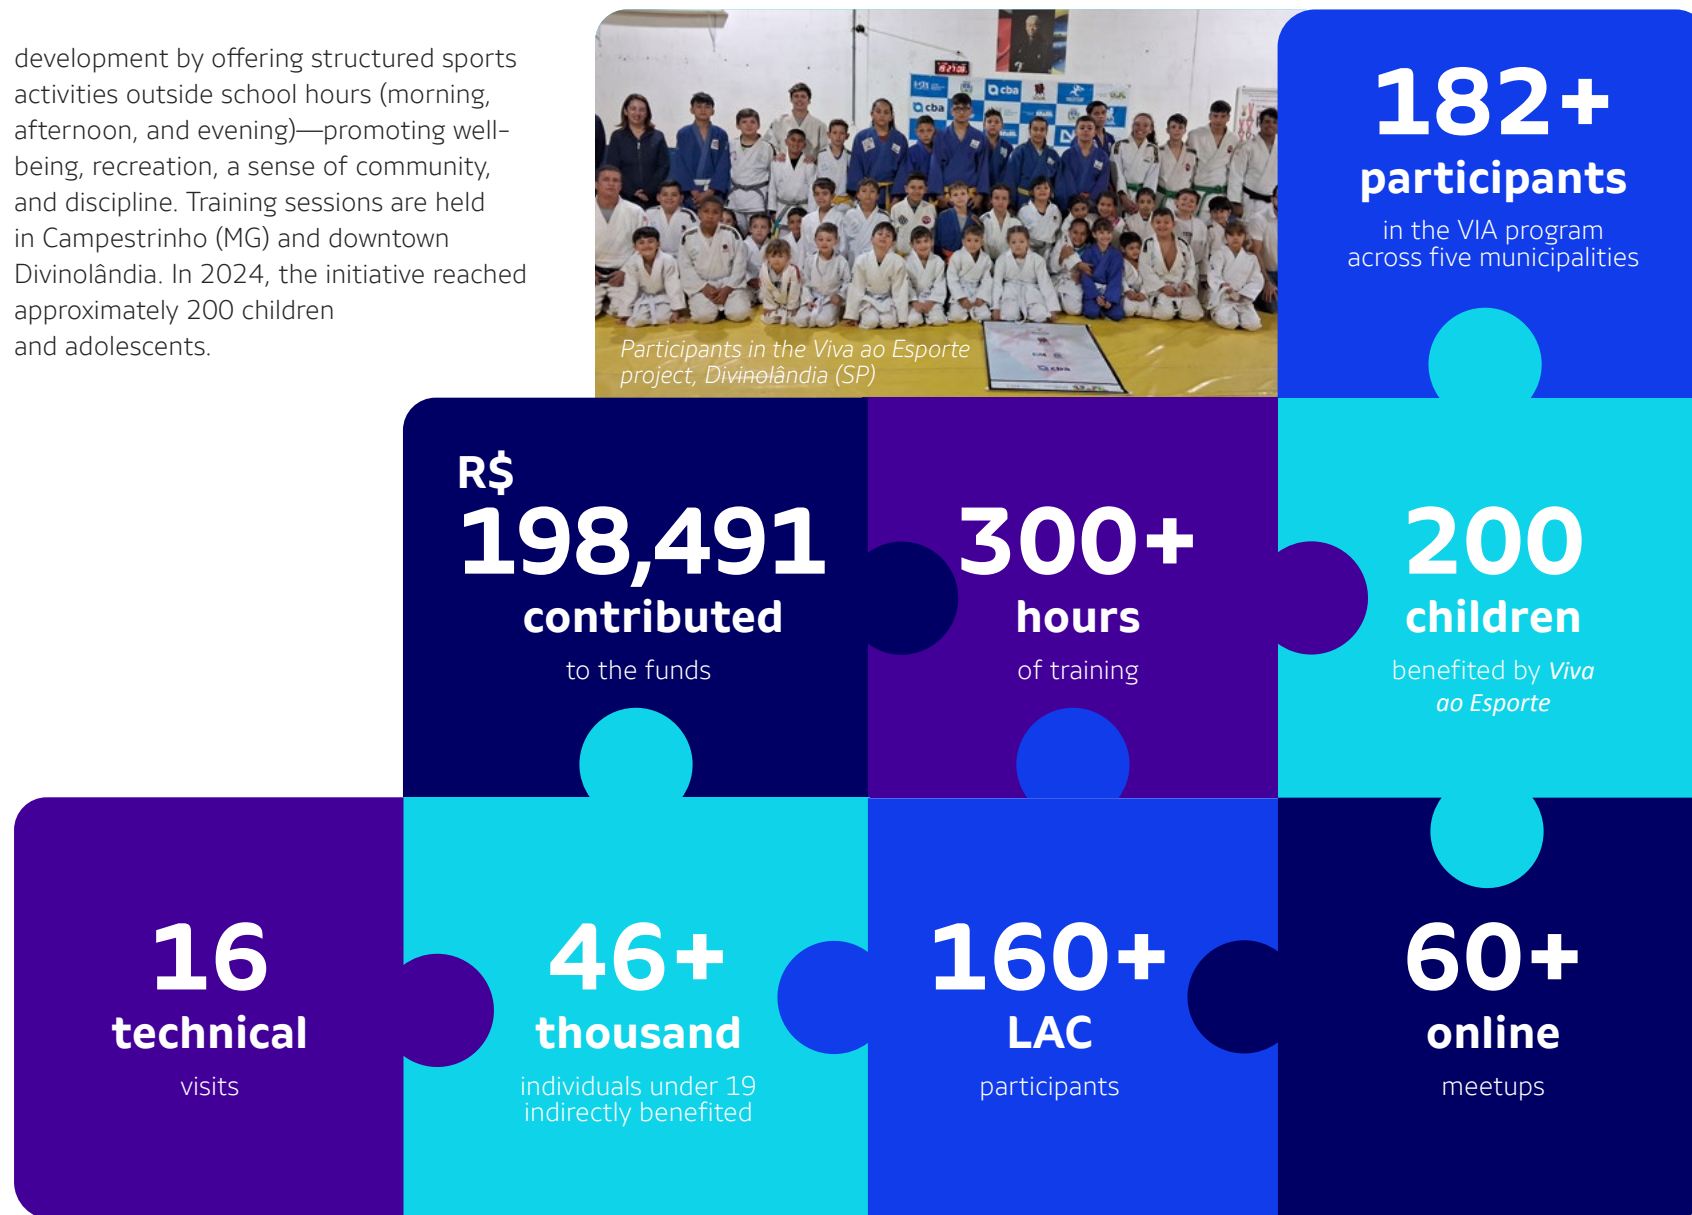 development by offering structured sports
activities outside school hours (morning,
afternoon, and evening)—promoting well-
being, recreation, a sense of community,
and discipline. Training sessions are held
in Campestrinho (MG) and downtown
Divinolândia. In 2024, the initiative reached
approximately 200 children
and adolescents.
cba
cba
cba
Participants in the Viva ao Esporte
project, Divinolândia (SP)
182+
participants
in the VIA program
across five municipalities
R$
198,491
contributed
to the funds
300+
hours
of training
200
children
benefited by Viva
ao Esporte
16
technical
visits
46+
thousand
individuals under 19
indirectly benefited
160+
LAC
participants
60+
online
meetups